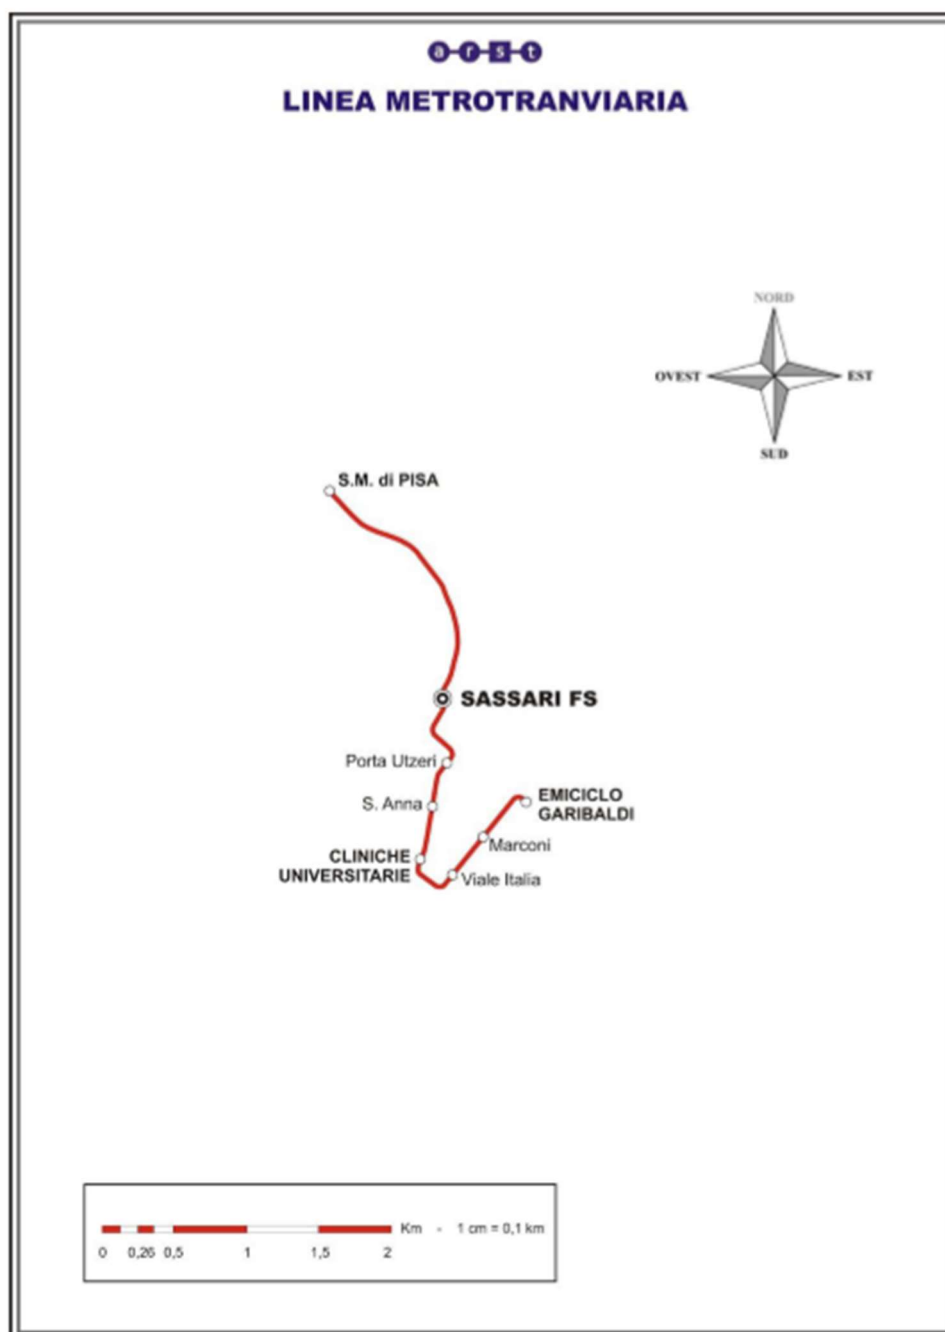 arst
LINEA METROTRANVIARIA
NORD
OVEST
EST
SUD
S.M. di PISA
SASSARI FS
Porta Utzeri
S. Anna
EMICICLO
GARIBALDI
Marconi
CLINICHE
UNIVERSITARIE
Viale Italia
Km - 1 cm = 0,1 km
0 0,26 0,5 1 1,5 2